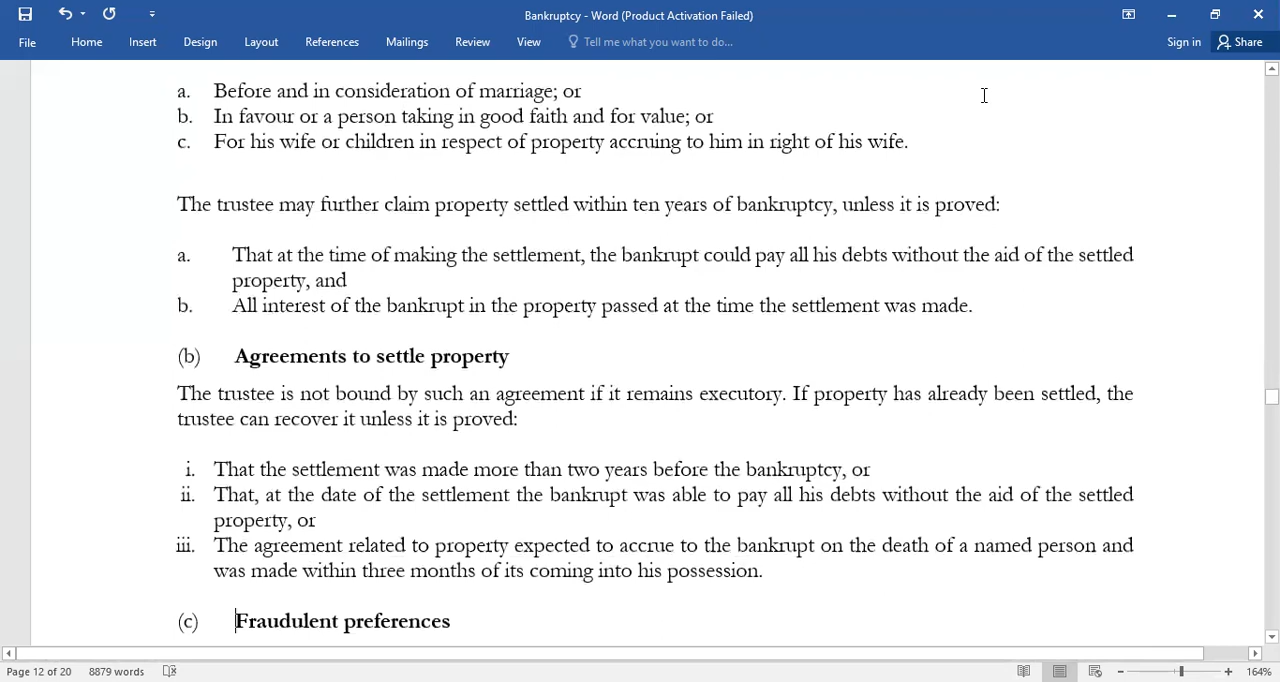 Bankruptcy - Word (Product Activation Failed)
File Home Insert Design Layout References Mailings Review View Tell me what you want to do... Sign in Share
a. Before and in consideration of marriage; or
b. In favour or a person taking in good faith and for value; or
c. For his wife or children in respect of property accruing to him in right of his wife.
The trustee may further claim property settled within ten years of bankruptcy, unless it is proved:
a. That at the time of making the settlement, the bankrupt could pay all his debts without the aid of the settled
property, and
b. All interest of the bankrupt in the property passed at the time the settlement was made.
(b) Agreements to settle property
The trustee is not bound by such an agreement if it remains executory. If property has already been settled, the
trustee can recover it unless it is proved:
i. That the settlement was made more than two years before the bankruptcy, or
ii. That, at the date of the settlement the bankrupt was able to pay all his debts without the aid of the settled
property, or
iii. The agreement related to property expected to accrue to the bankrupt on the death of a named person and
was made within three months of its coming into his possession.
(c) Fraudulent preferences
Page 12 of 20 8879 words 164%